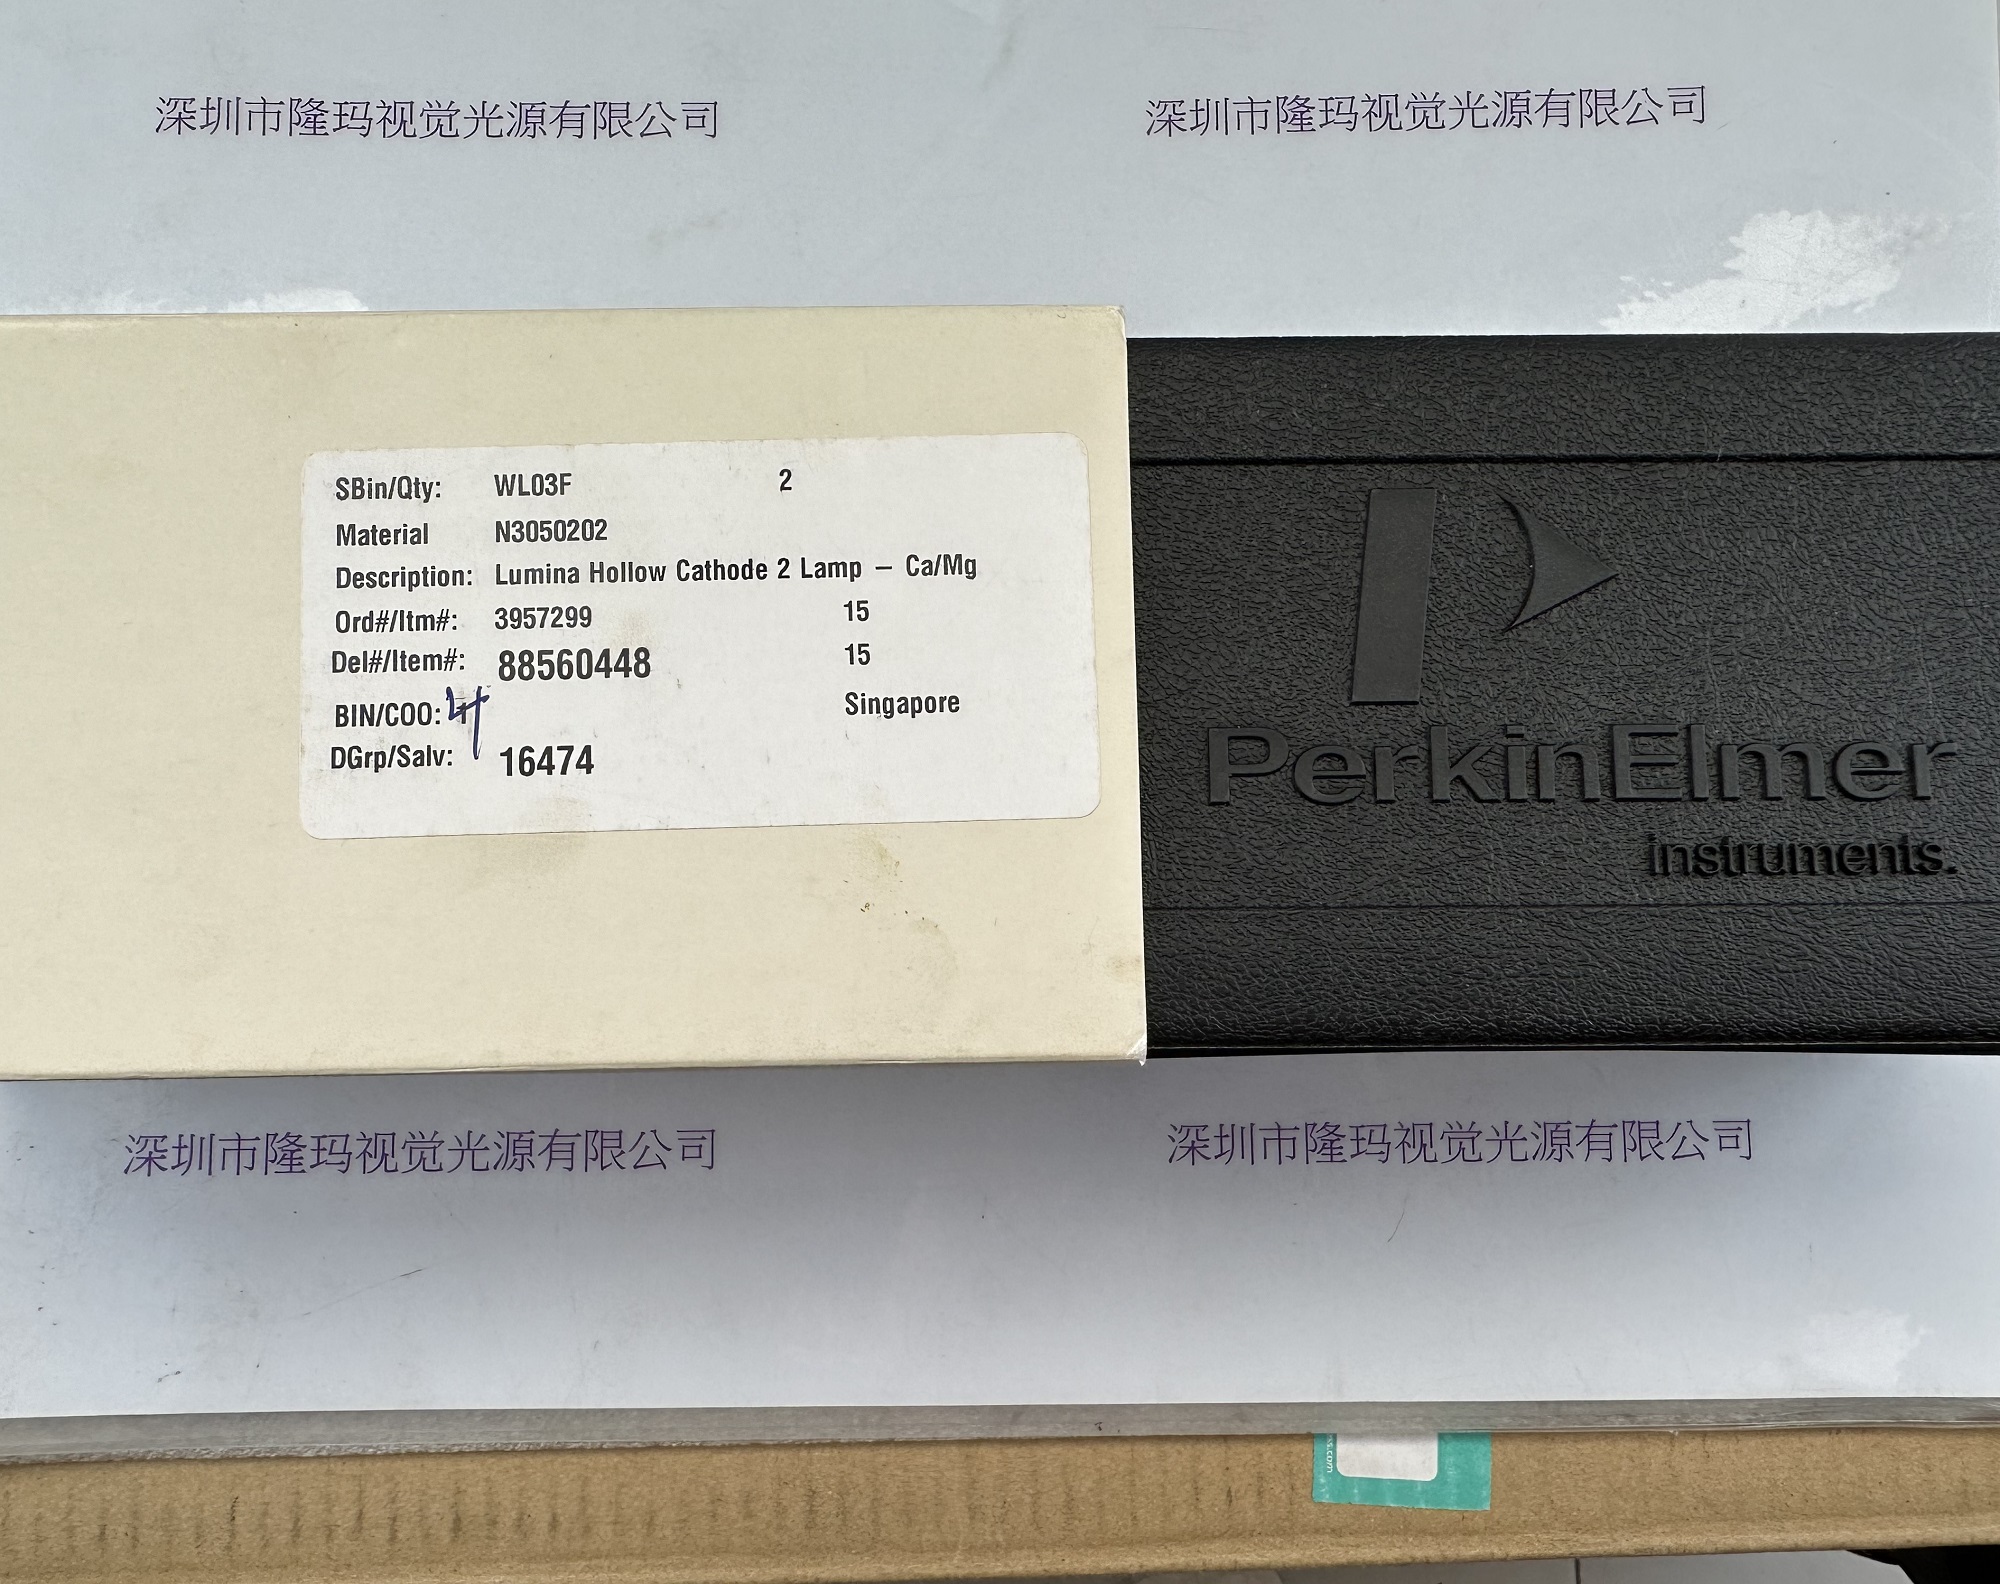 深圳市隆玛视觉光源有限公司 深圳市隆玛视觉光源有限公司
SBin/Qty: WL03F 2
Material N3050202
Description: Lumina Hollow Cathode 2 Lamp – Ca/Mg
Ord#/Itm#: 3957299 15
Del#/Item#: 88560448 15
BIN/COO: Singapore
DGrp/Salv: 16474
PerkinElmer
instruments.
深圳市隆玛视觉光源有限公司 深圳市隆玛视觉光源有限公司